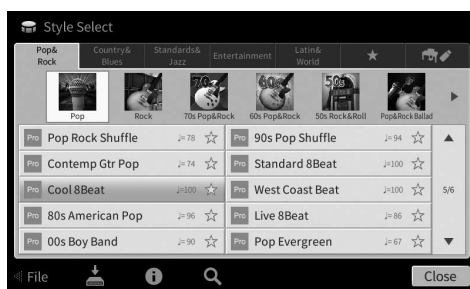 Style Select
Pop& Rock
Country& Blues
Standards& Jazz
Entertainment
Latin& World
Pop
Rock
70s Pop&Rock
60s Pop&Rock
50s Rock&Roll
Pop&Rock Ballad
Pro Pop Rock Shuffle ♩= 78
Pro 90s Pop Shuffle ♩= 94
Pro Contemp Gtr Pop ♩= 74
Pro Standard 8Beat ♩=100
Pro Cool 8Beat ♩=100
Pro West Coast Beat ♩=100
5/6
Pro 80s American Pop ♩= 96
Pro Live 8Beat ♩= 86
Pro 00s Boy Band ♩= 90
Pro Pop Evergreen ♩= 67
File
Close